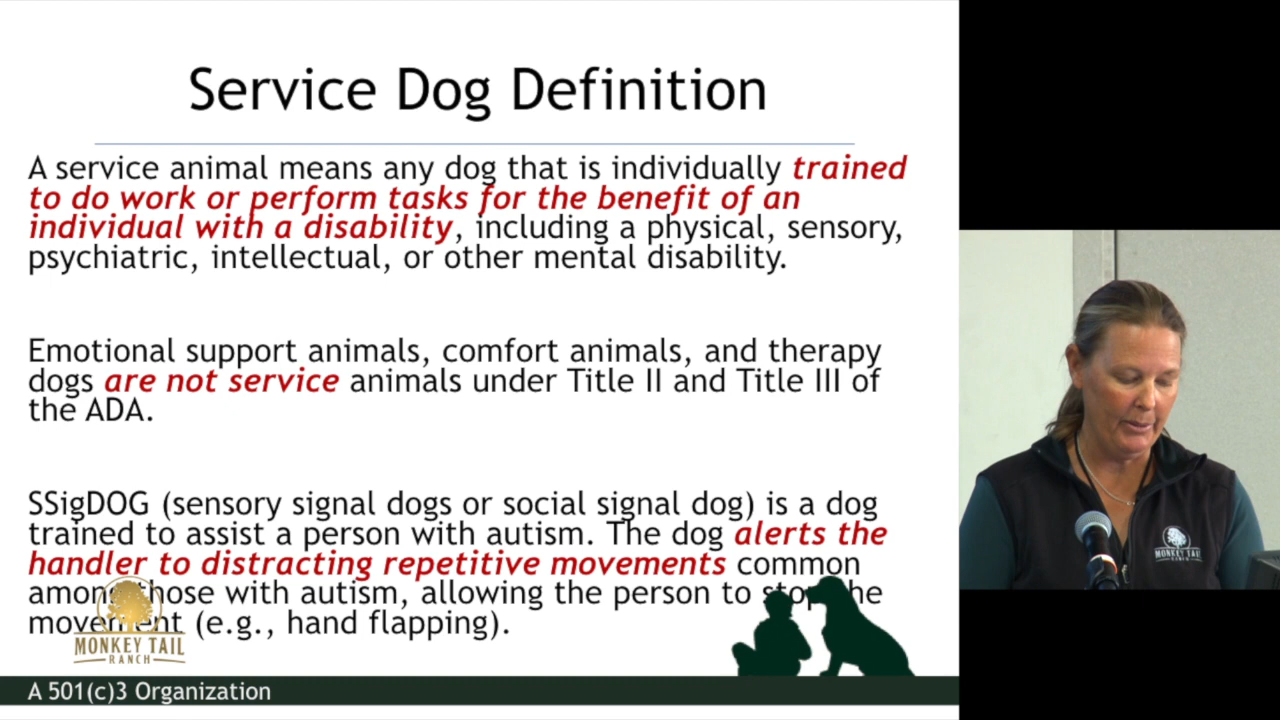 Service Dog Definition
A service animal means any dog that is individually trained
to do work or perform tasks for the benefit of an
individual with a disability, including a physical, sensory,
psychiatric, intellectual, or other mental disability.
Emotional support animals, comfort animals, and therapy
dogs are not service animals under Title II and Title III of
the ADA.
SSigDOG (sensory signal dogs or social signal dog) is a dog
trained to assist a person with autism. The dog alerts the
handler to distracting repetitive movements common
among those with autism, allowing the person to stop the
movement (e.g., hand flapping).
MONKEY TAIL
RANCH
A 501(c)3 Organization
MONKEY TAIL
RANCH